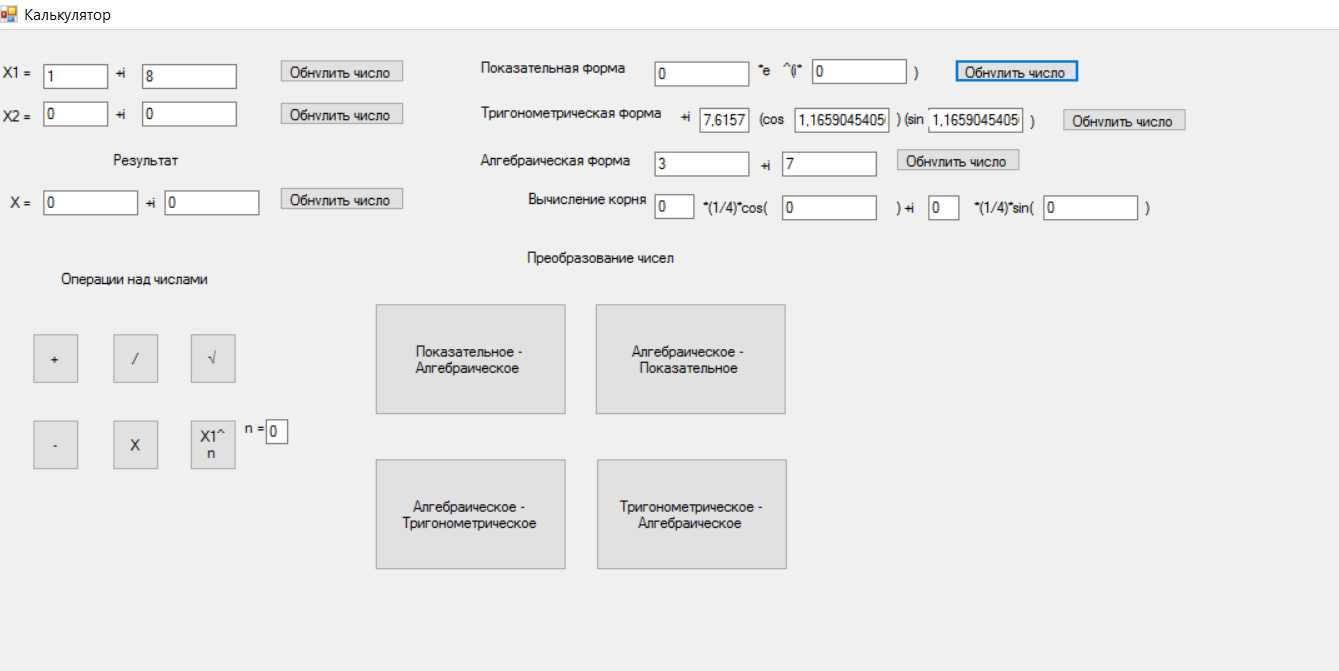 Калькулятор
X1 = 1 +i 8 Обнулить число
X2 = 0 +i 0 Обнулить число
Результат
X = 0 +i 0 Обнулить число
Показательная форма 0 *e ^(i* 0 ) Обнулить число
Тригонометрическая форма +i 7,6157 (cos 1,1659045405 ) (sin 1,1659045405 ) Обнулить число
Алгебраическая форма 3 +i 7 Обнулить число
Вычисление корня 0 *(1/4)*cos( 0 ) +i 0 *(1/4)*sin( 0 )
Операции над числами
+ / √
- X X1^
n
n = 0
Преобразование чисел
Показательное -
Алгебраическое
Алгебраическое -
Показательное
Алгебраическое -
Тригонометрическое
Тригонометрическое -
Алгебраическое